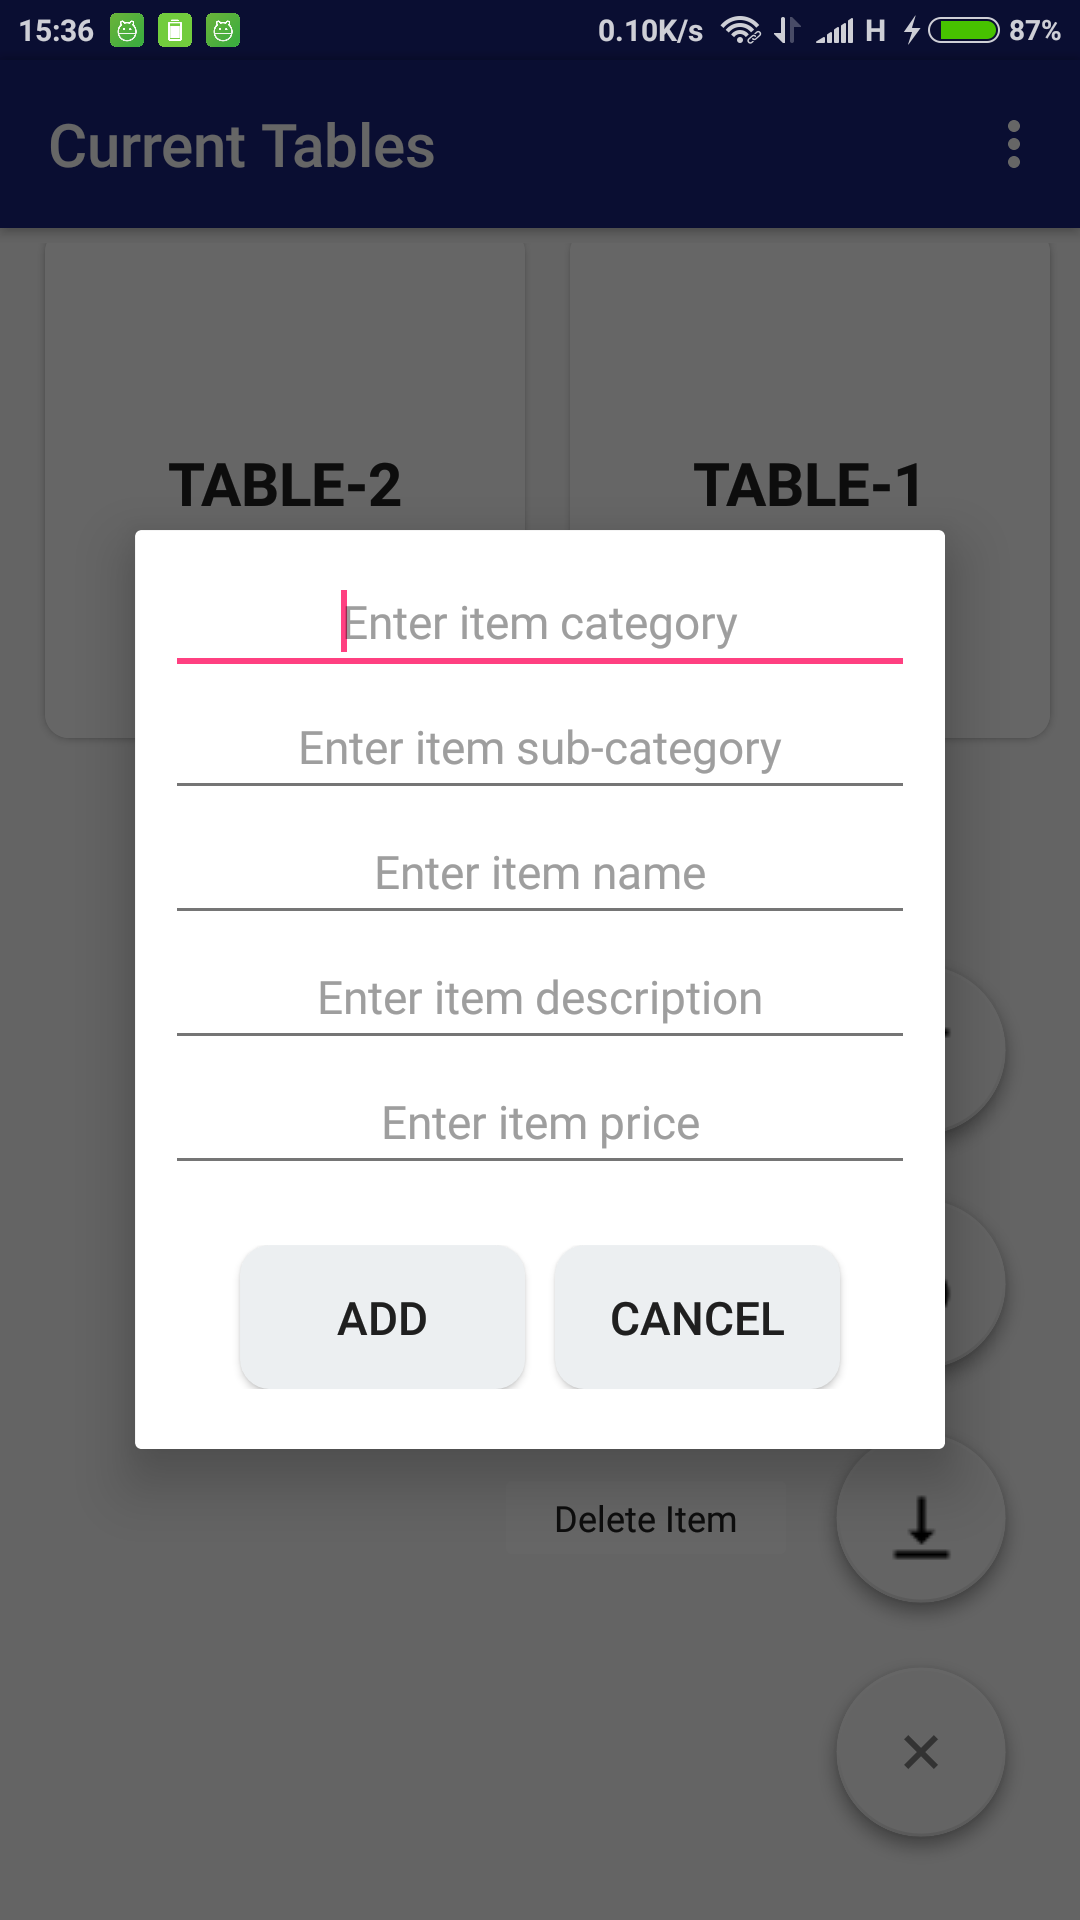 15:36 0.10K/s H 87%
Current Tables
TABLE-2 TABLE-1
Enter item category
Enter item sub-category
Enter item name
Enter item description
Enter item price
ADD CANCEL
Delete Item